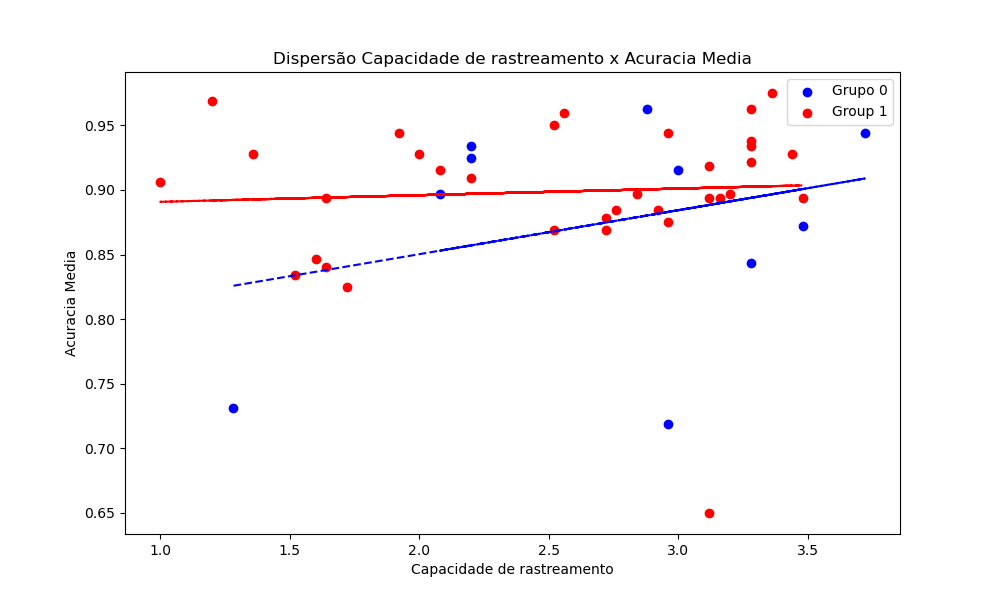 Dispersão Capacidade de rastreamento x Acuracia Media
Grupo 0
Group 1
Acuracia Media
0.95
0.90
0.85
0.80
0.75
0.70
0.65
1.0 1.5 2.0 2.5 3.0 3.5
Capacidade de rastreamento